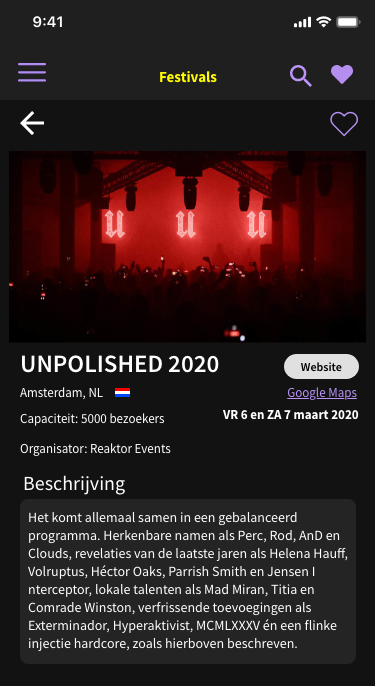 9:41
Festivals
UNPOLISHED 2020
Website
Amsterdam, NL
Google Maps
Capaciteit: 5000 bezoekers
VR 6 en ZA 7 maart 2020
Organisator: Reaktor Events
Beschrijving
Het komt allemaal samen in een gebalanceerd
programma. Herkenbare namen als Perc, Rod, AnD en
Clouds, revelaties van de laatste jaren als Helena Hauff,
Volruptus, Héctor Oaks, Parrish Smith en Jensen I
nterceptor, lokale talenten als Mad Miran, Titia en
Comrade Winston, verfrissende toevoegingen als
Exterminador, Hyperaktivist, MCMLXXXV én een flinke
injectie hardcore, zoals hierboven beschreven.